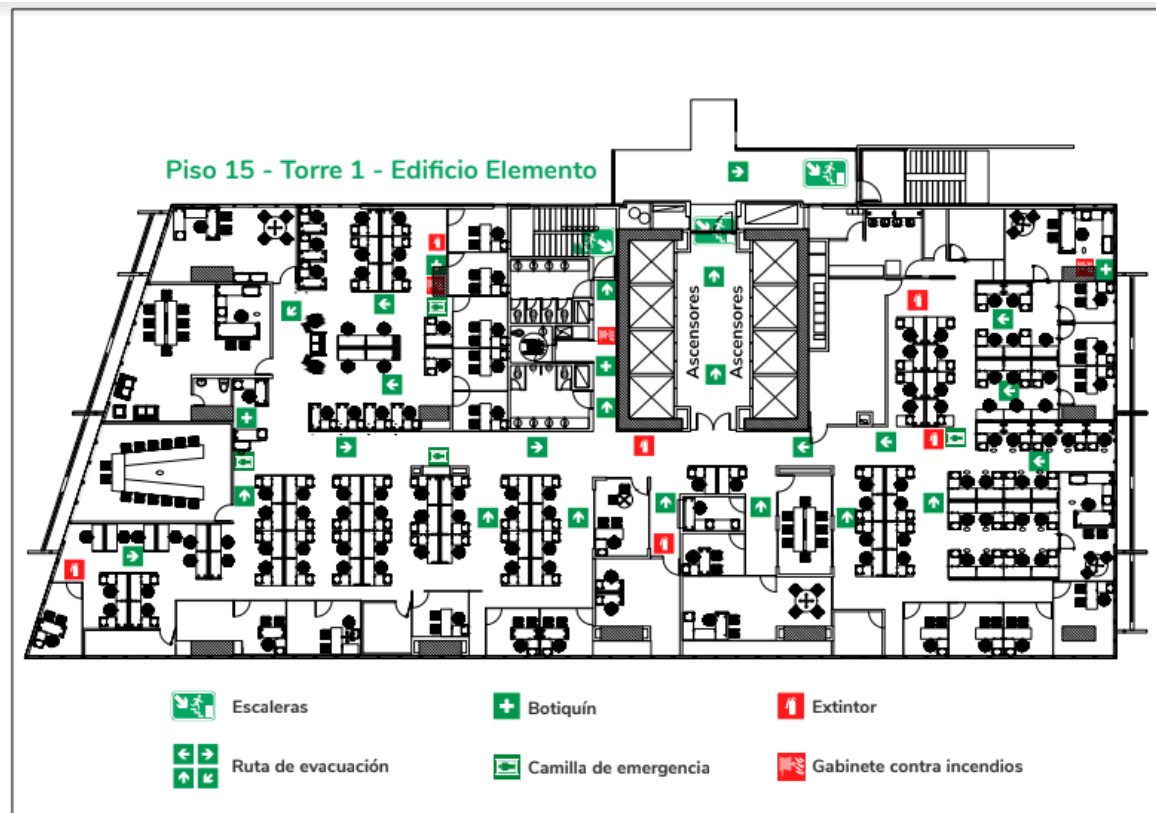 Piso 15 - Torre 1 - Edificio Elemento
Ascensores
Ascensores
Escaleras
Botiquín
Extintor
Ruta de evacuación
Camilla de emergencia
Gabinete contra incendios